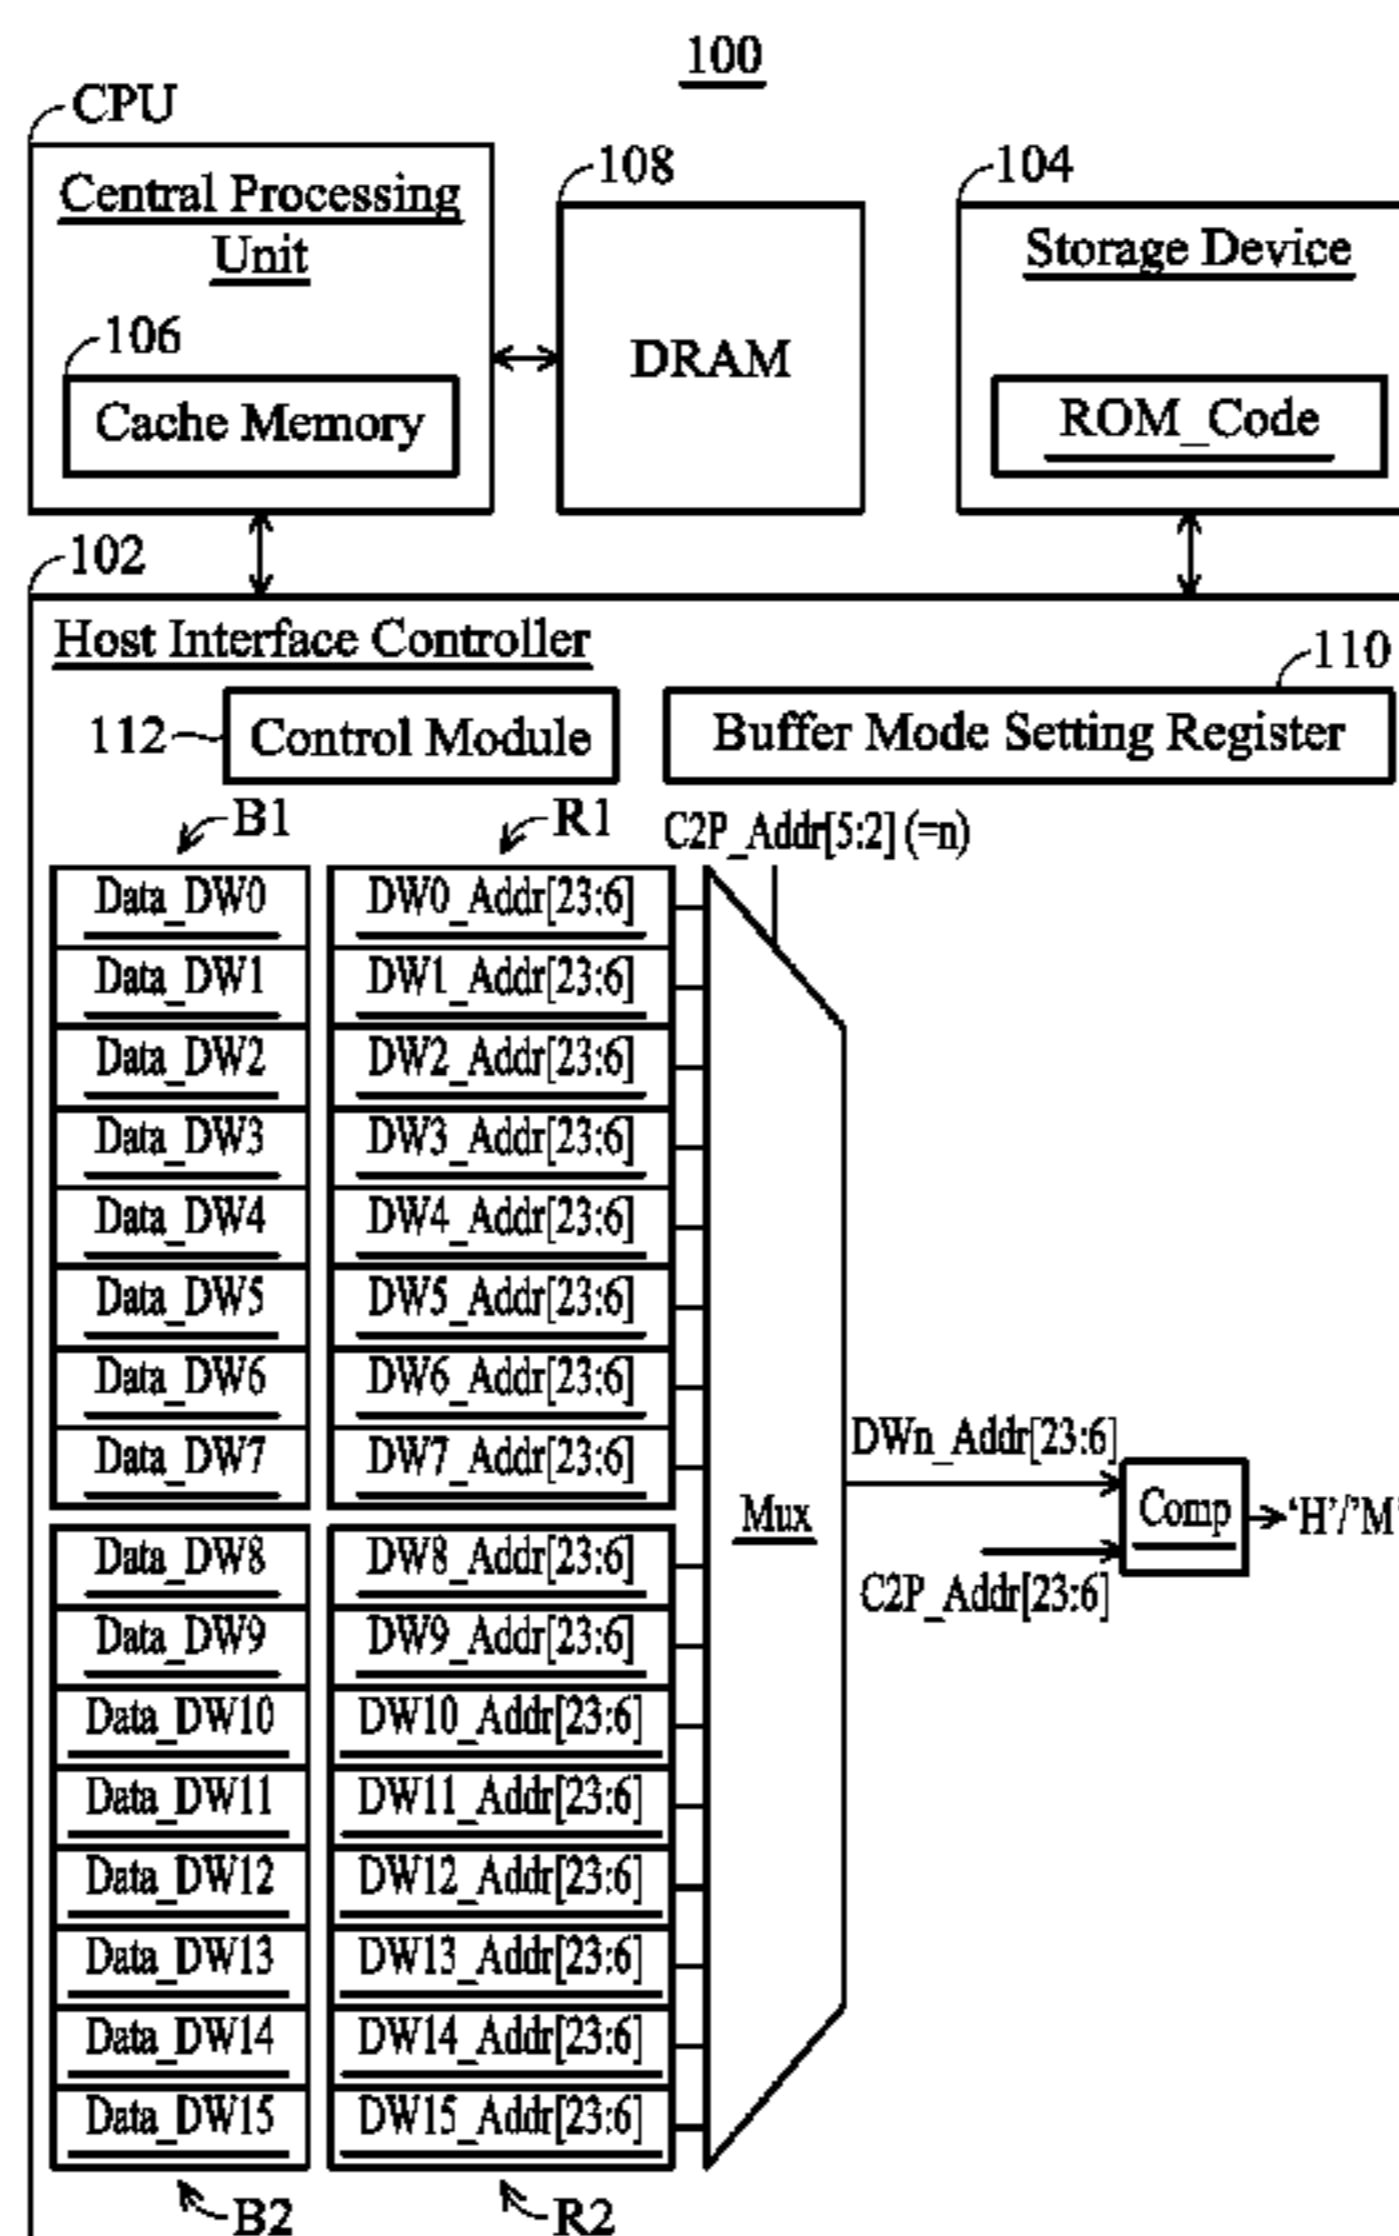 100
CPU
Central Processing
Unit
106
Cache Memory
108
DRAM
104
Storage Device
ROM_Code
102
Host Interface Controller
112
Control Module
110
Buffer Mode Setting Register
B1
R1
C2P_Addr[5:2] (=n)
Data_DW0
DW0_Addr[23:6]
Data_DW1
DW1_Addr[23:6]
Data_DW2
DW2_Addr[23:6]
Data_DW3
DW3_Addr[23:6]
Data_DW4
DW4_Addr[23:6]
Data_DW5
DW5_Addr[23:6]
Data_DW6
DW6_Addr[23:6]
Data_DW7
DW7_Addr[23:6]
Data_DW8
DW8_Addr[23:6]
Data_DW9
DW9_Addr[23:6]
Data_DW10
DW10_Addr[23:6]
Data_DW11
DW11_Addr[23:6]
Data_DW12
DW12_Addr[23:6]
Data_DW13
DW13_Addr[23:6]
Data_DW14
DW14_Addr[23:6]
Data_DW15
DW15_Addr[23:6]
Mux
DWn_Addr[23:6]
C2P_Addr[23:6]
Comp
‘H’/’M’
B2
R2